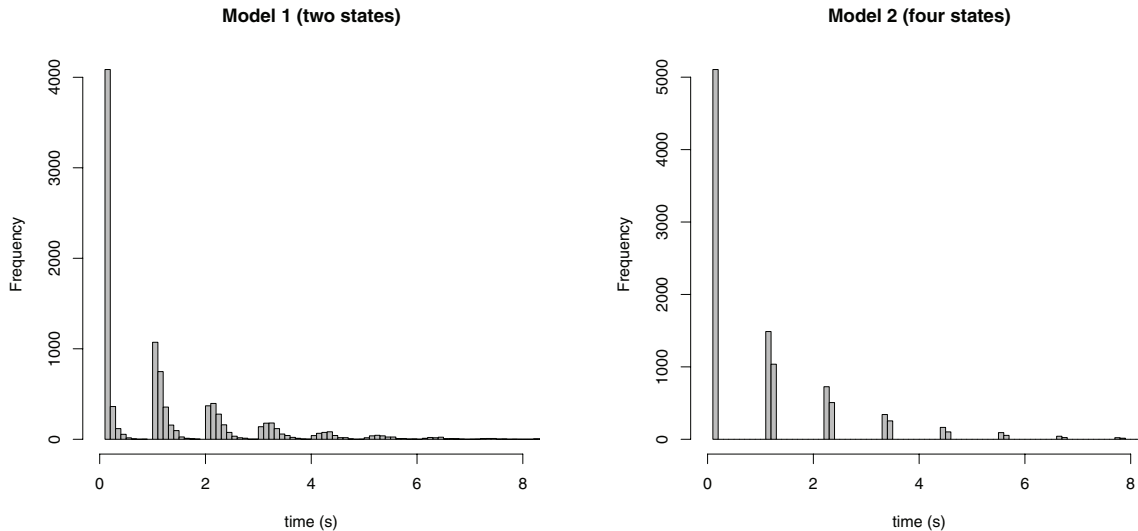 Model 1 (two states)
Frequency
4000
3000
2000
1000
0
0 2 4 6 8
time (s)
Model 2 (four states)
Frequency
5000
4000
3000
2000
1000
0
0 2 4 6 8
time (s)